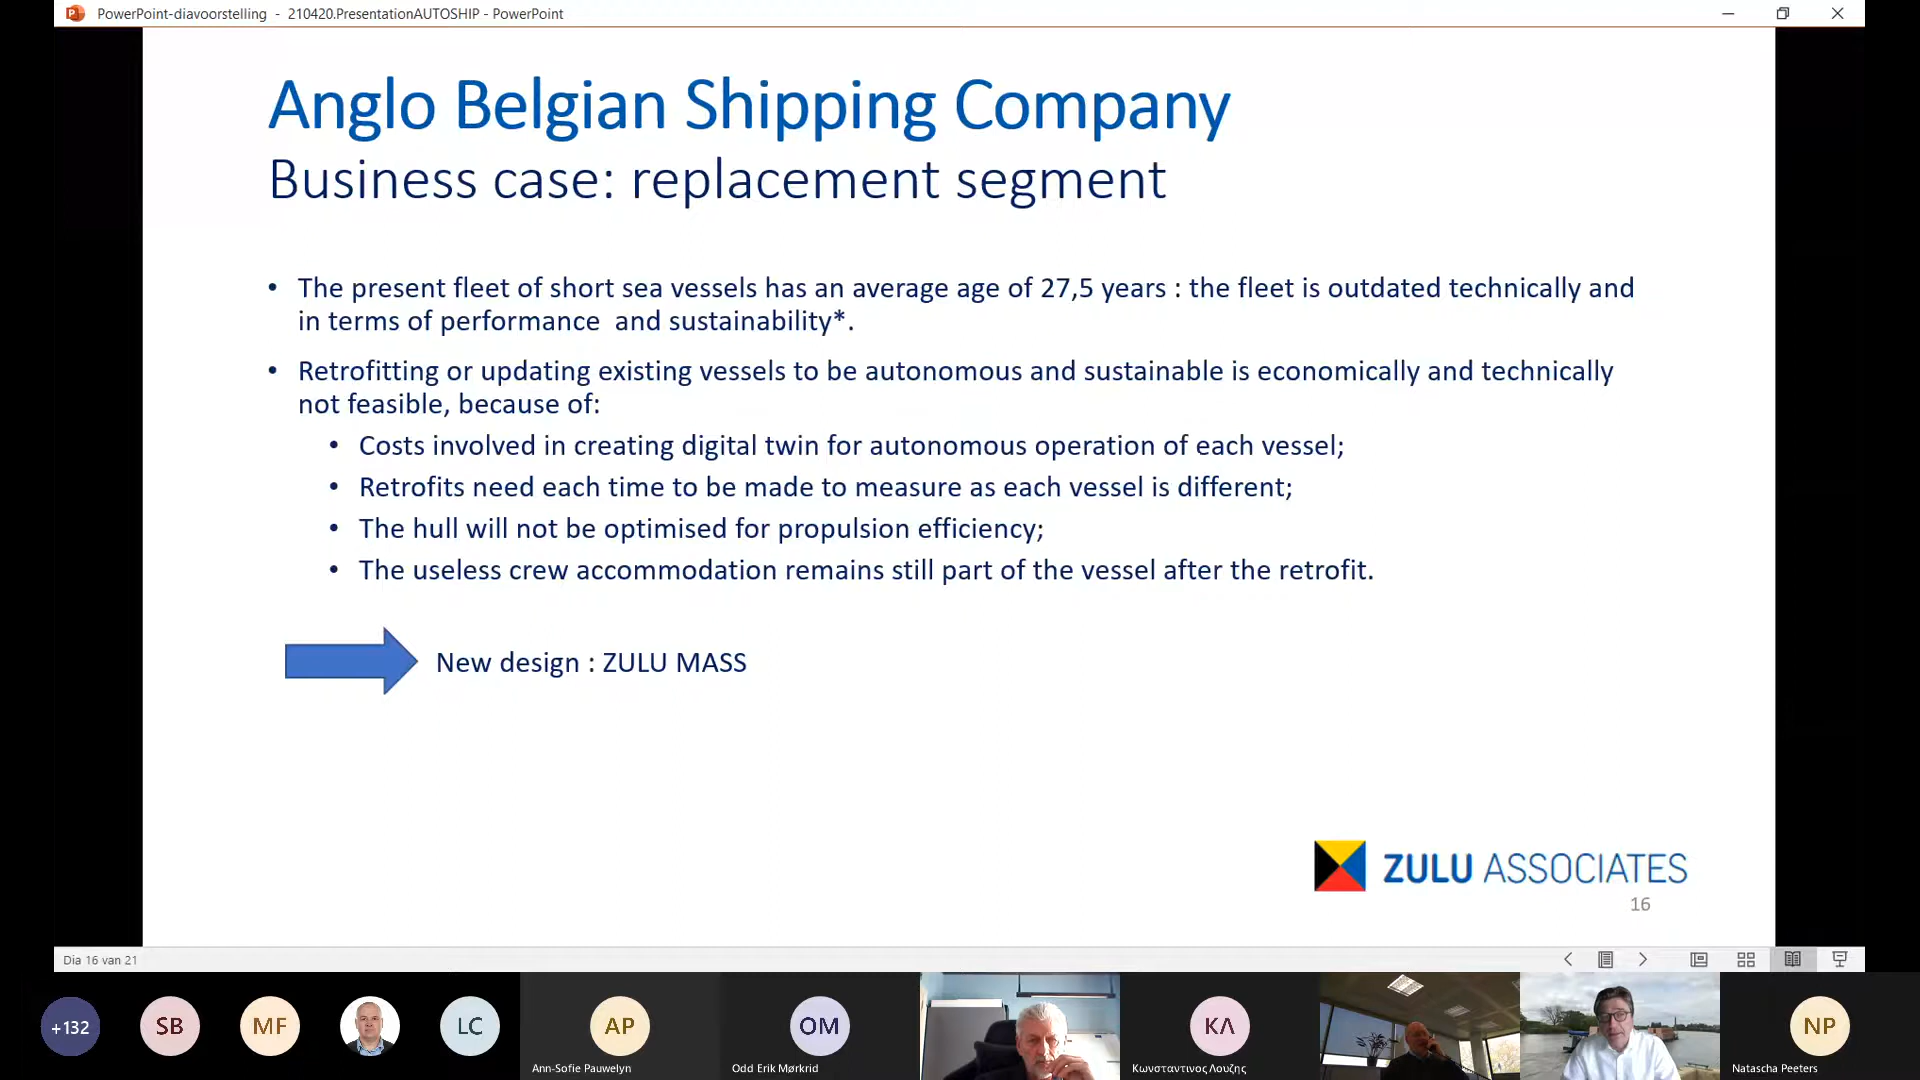 PowerPoint-diavoorstelling - 210420.PresentationAUTOSHIP - PowerPoint
Anglo Belgian Shipping Company
Business case: replacement segment
• The present fleet of short sea vessels has an average age of 27,5 years : the fleet is outdated technically and
in terms of performance and sustainability*.
• Retrofitting or updating existing vessels to be autonomous and sustainable is economically and technically
not feasible, because of:
• Costs involved in creating digital twin for autonomous operation of each vessel;
• Retrofits need each time to be made to measure as each vessel is different;
• The hull will not be optimised for propulsion efficiency;
• The useless crew accommodation remains still part of the vessel after the retrofit.
New design : ZULU MASS
ZULU ASSOCIATES
16
Dia 16 van 21
+132 SB MF LC AP OM ΚΛ NP
Ann-Sofie Pauwelyn Odd Erik Mørkrid Κωνσταντινος Λουζης Natascha Peeters